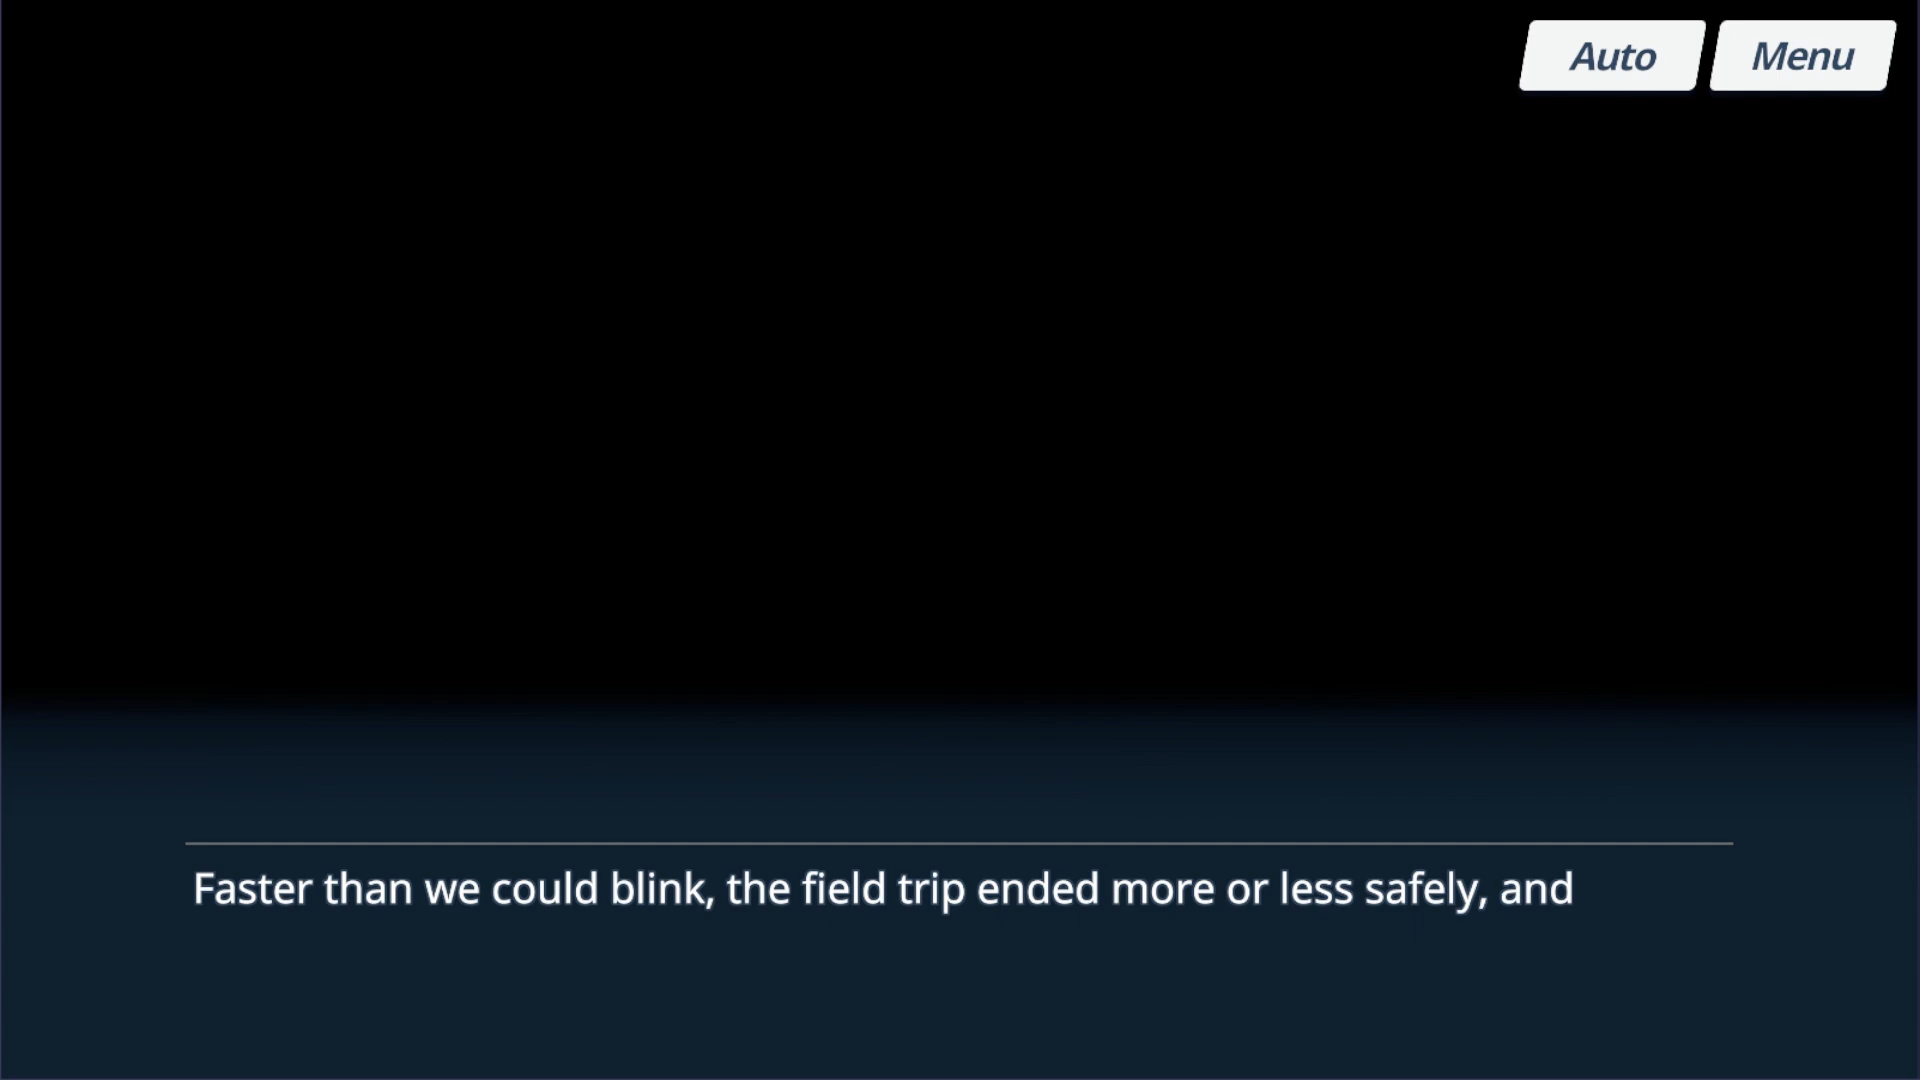 Auto Menu
Faster than we could blink, the field trip ended more or less safely, and